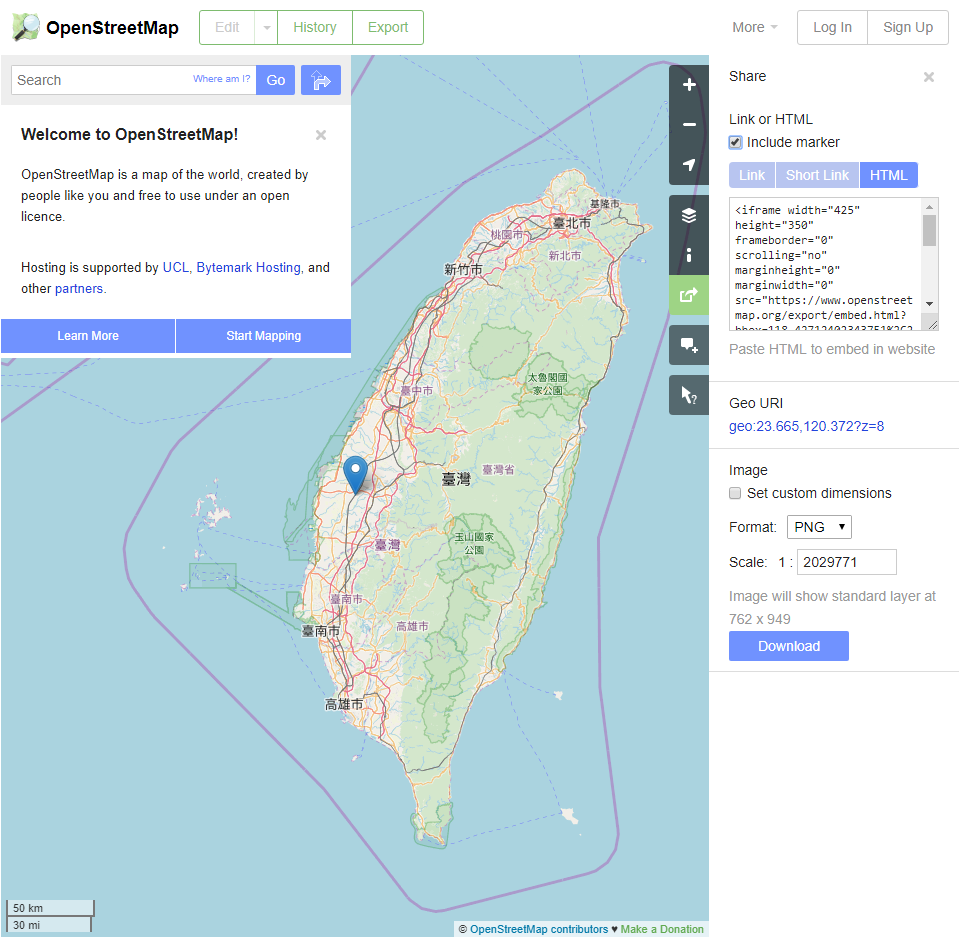 OpenStreetMap
Edit
History
Export
More
Log In
Sign Up
Search
Where am I?
Go
Welcome to OpenStreetMap!
OpenStreetMap is a map of the world, created by
people like you and free to use under an open
licence.
Hosting is supported by UCL, Bytemark Hosting, and
other partners.
Learn More
Start Mapping
基隆市
臺北市
桃園市
新北市
新竹市
太魯閣國
家公園
臺中市
臺灣省
臺灣
玉山國家
公園
臺灣
臺南市
高雄市
臺南市
高雄市
50 km
30 mi
© OpenStreetMap contributors ♥ Make a Donation
Share
Link or HTML
Include marker
Link
Short Link
HTML
<iframe width="425"
height="350"
frameborder="0"
scrolling="no"
marginheight="0"
marginwidth="0"
src="https://www.openstreet
map.org/export/embed.html?
bbox=118.42712402343751%2C2
Paste HTML to embed in website
Geo URI
geo:23.665,120.372?z=8
Image
Set custom dimensions
Format:
PNG
Scale: 1 : 2029771
Image will show standard layer at
762 x 949
Download